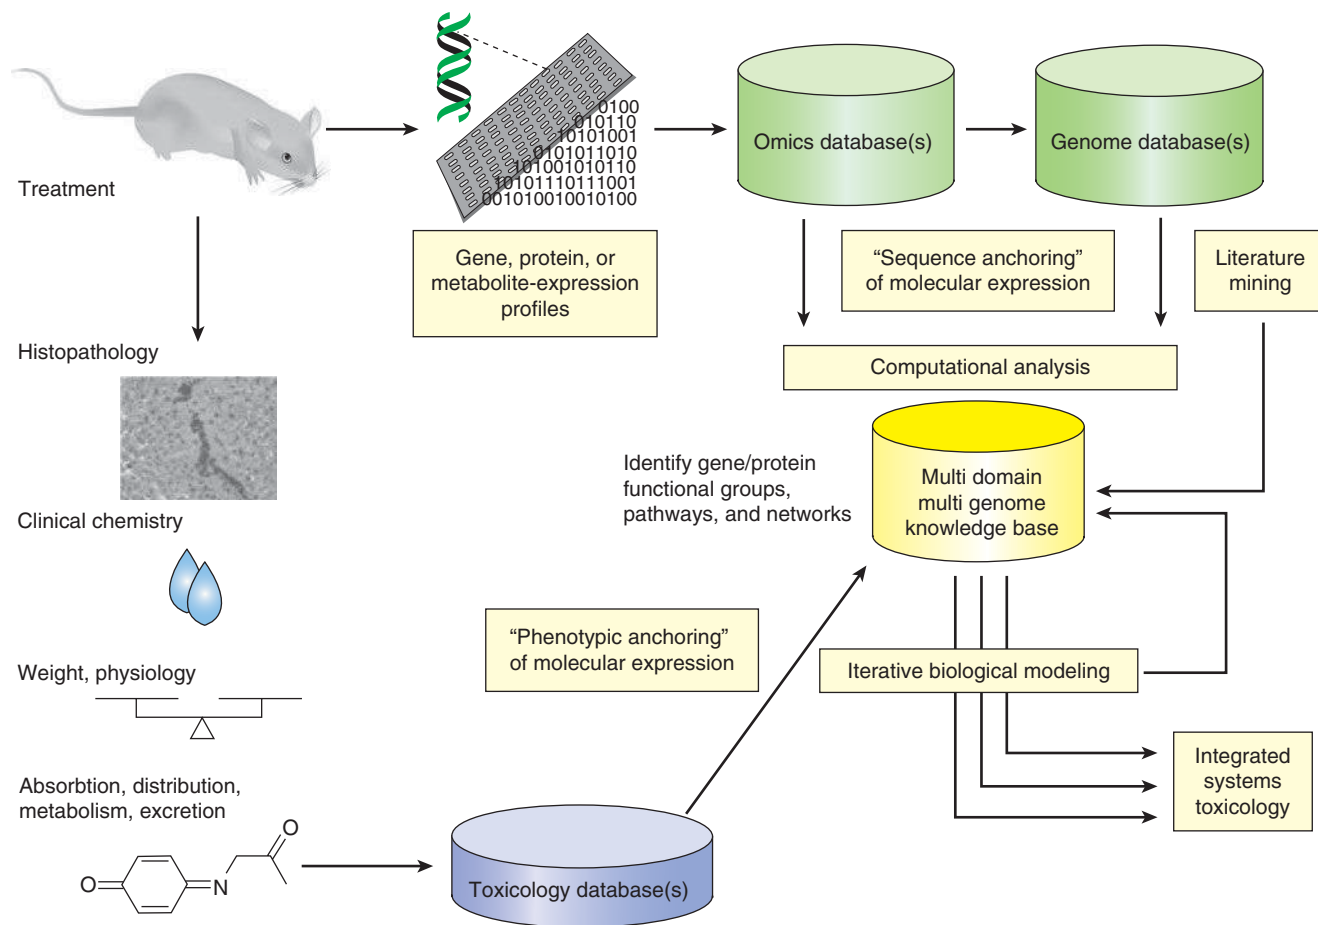 Treatment
0100
010110
10101001
0101011010
101001010110
10101110111001
001010010010100
Gene, protein, or
metabolite-expression
profiles
Omics database(s)
Genome database(s)
“Sequence anchoring”
of molecular expression
Literature
mining
Computational analysis
Histopathology
Clinical chemistry
Weight, physiology
Absorbtion, distribution,
metabolism, excretion
O
N
O
Toxicology database(s)
“Phenotypic anchoring”
of molecular expression
Identify gene/protein
functional groups,
pathways, and networks
Multi domain
multi genome
knowledge base
Iterative biological modeling
Integrated
systems
toxicology